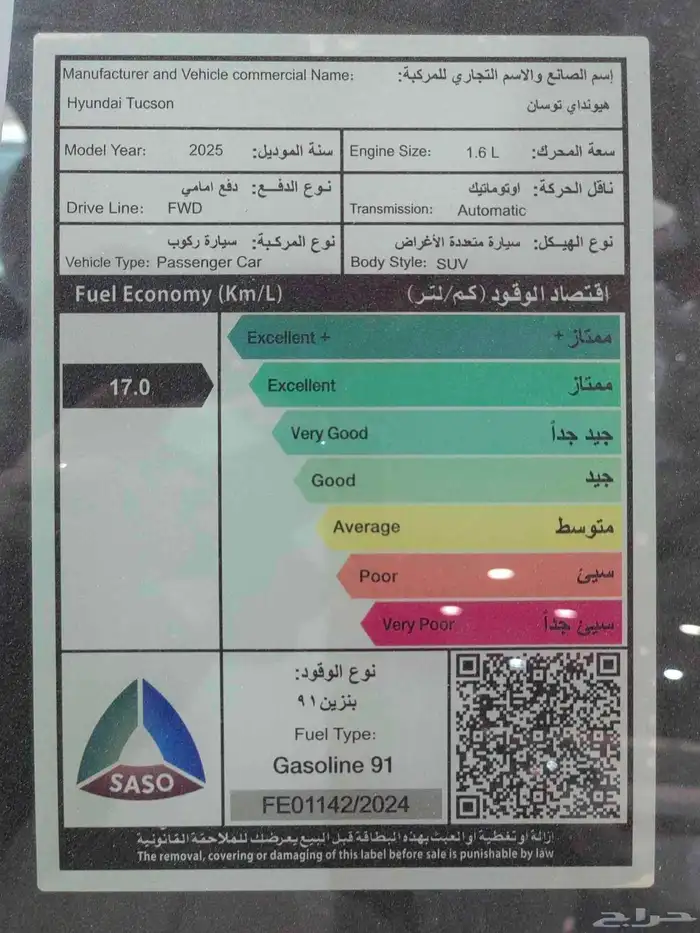 Manufacturer and Vehicle commercial Name: إسم الصانع والاسم التجاري للمركبة:
Hyundai Tucson هيونداي توسان
Model Year: 2025 سنة الموديل:
Engine Size: 1.6 L سعة المحرك:
نوع الدفع: دفع امامي
Drive Line: FWD
ناقل الحركة: اوتوماتيك
Transmission: Automatic
نوع المركبة: سيارة ركوب
Vehicle Type: Passenger Car
نوع الهيكل: سيارة متعددة الأغراض
Body Style: SUV
Fuel Economy (Km/L) اقتصاد الوقود (كم/لتر)
Excellent + ممتاز +
17.0
Excellent ممتاز
Very Good جيد جداً
Good جيد
Average متوسط
Poor سيئ
Very Poor سيئ جداً
SASO
نوع الوقود:
بنزين ٩١
Fuel Type:
Gasoline 91
FE01142/2024
إزالة أو تغطية أو العبث بهذه البطاقة قبل البيع يعرضك للملاحقة القانونية
The removal, covering or damaging of this label before sale is punishable by law
حراج